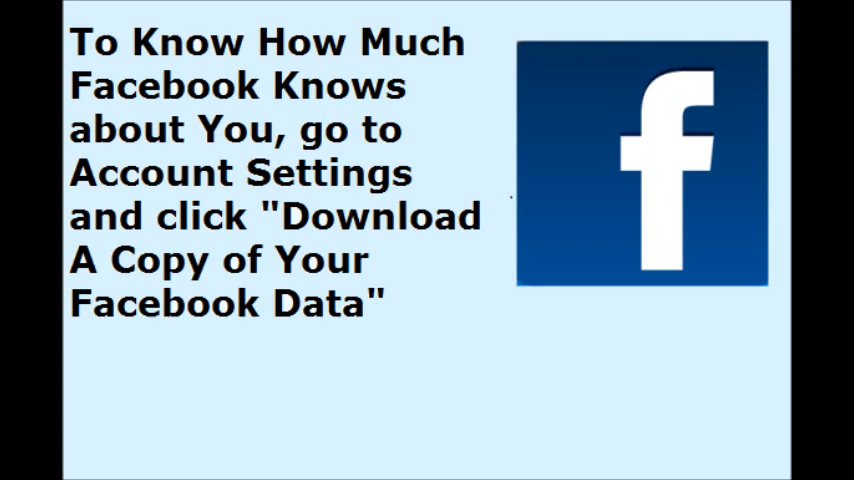 To Know How Much
Facebook Knows
about You, go to
Account Settings
and click "Download
A Copy of Your
Facebook Data"
f